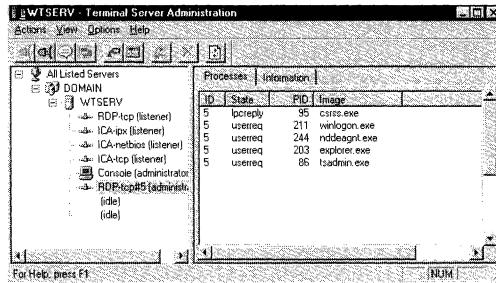 WTSERV - Terminal Server Administration
Actions View Options Help
All Listed Servers
DOMAIN
WTSERV
RDP-tcp (listener)
ICA-ipx (listener)
ICA-netbios (listener)
ICA-tcp (listener)
Console (administrator
RDP-tcp#5 (administr
(idle)
(idle)
Processes Information
ID State PID Image
5 lpcreply 95 csrss.exe
5 userreq 211 winlogon.exe
5 userreq 244 nddeagnt.exe
5 userreq 203 explorer.exe
5 userreq 86 tsadmin.exe
For Help, press F1
NUM